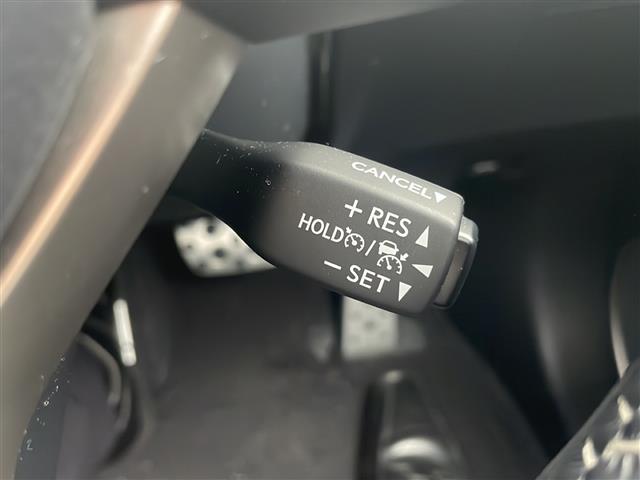 CANCEL▼
+ RES ▲
HOLD /
− SET ▼